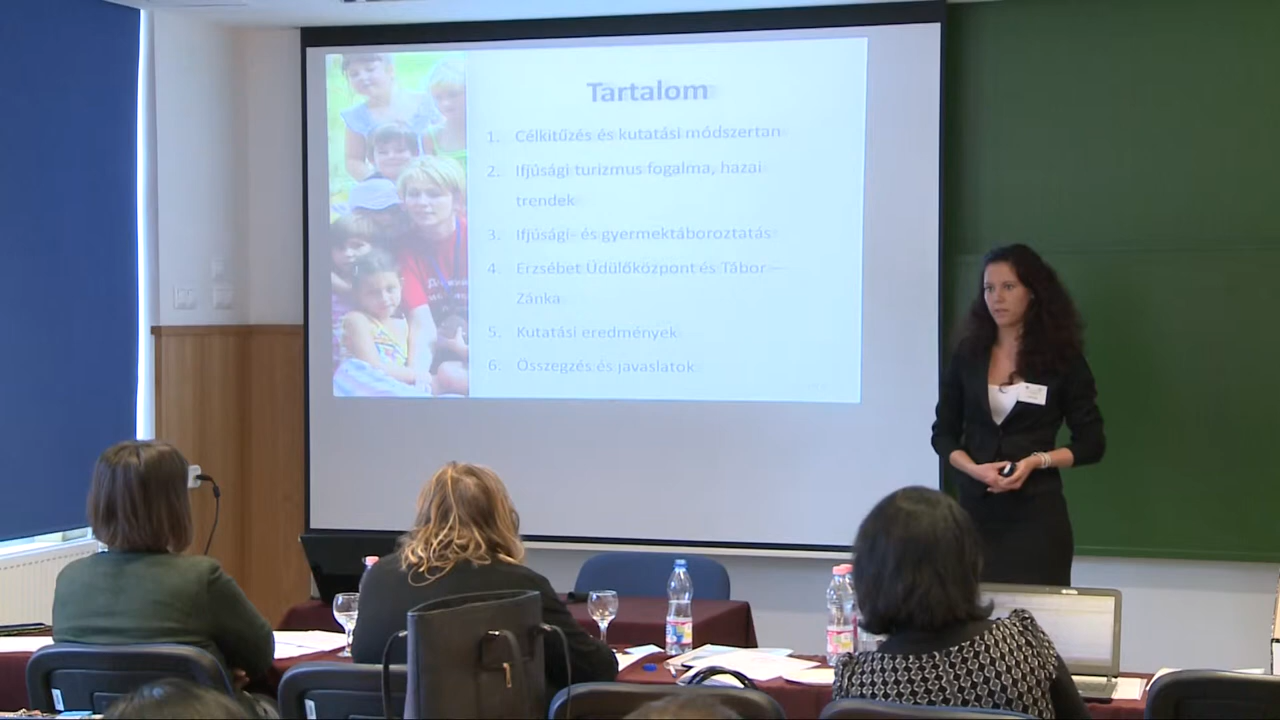 Tartalom
1. Célkitűzés és kutatási módszertan
2. Ifjúsági turizmus fogalma, hazai
trendek
3. Ifjúsági- és gyermektáboroztatás
4. Erzsébet Üdülőközpont és Tábor –
Zánka
5. Kutatási eredmények
6. Összegzés és javaslatok